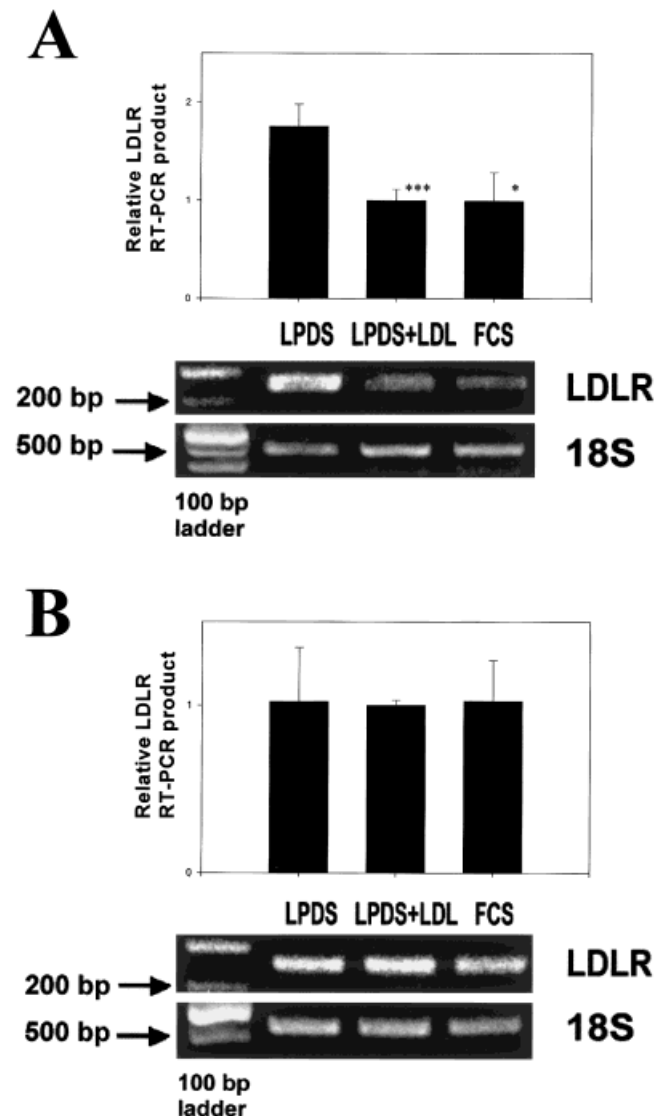 A
Relative LDLR
RT-PCR product
2
1
0
***
*
LPDS LPDS+LDL FCS
LDLR
200 bp
500 bp
18S
100 bp
ladder
B
Relative LDLR
RT-PCR product
1
0
LPDS LPDS+LDL FCS
LDLR
200 bp
500 bp
18S
100 bp
ladder